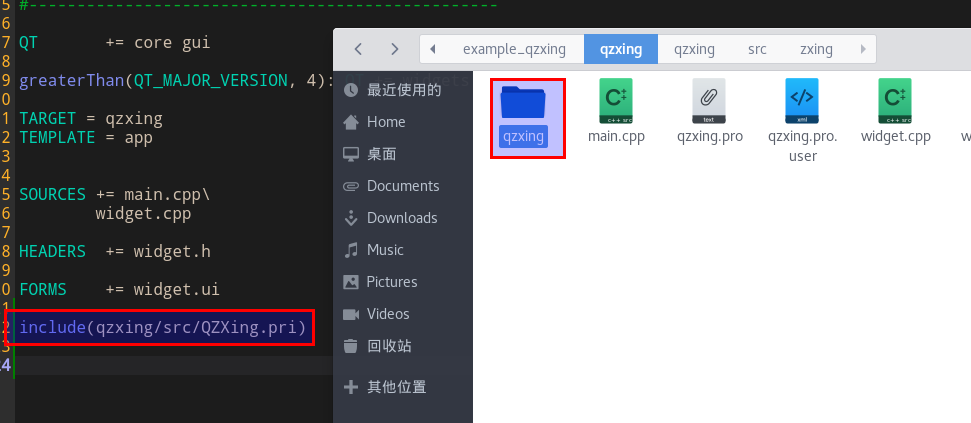 5 #-------------------------------------------------
6
7 QT       += core gui
8
9 greaterThan(QT_MAJOR_VERSION, 4):
0
1 TARGET = qzxing
2 TEMPLATE = app
3
4
5 SOURCES += main.cpp\
6         widget.cpp
7
8 HEADERS  += widget.h
9
0 FORMS    += widget.ui
1
2 include(qzxing/src/QZXing.pri)
3
24
example_qzxing qzxing qzxing src zxing
最近使用的
Home
桌面
Documents
Downloads
Music
Pictures
Videos
回收站
其他位置
C++ c++ src
text
</> xml
C++ c++ src
qzxing main.cpp qzxing.pro qzxing.pro. widget.cpp w
user